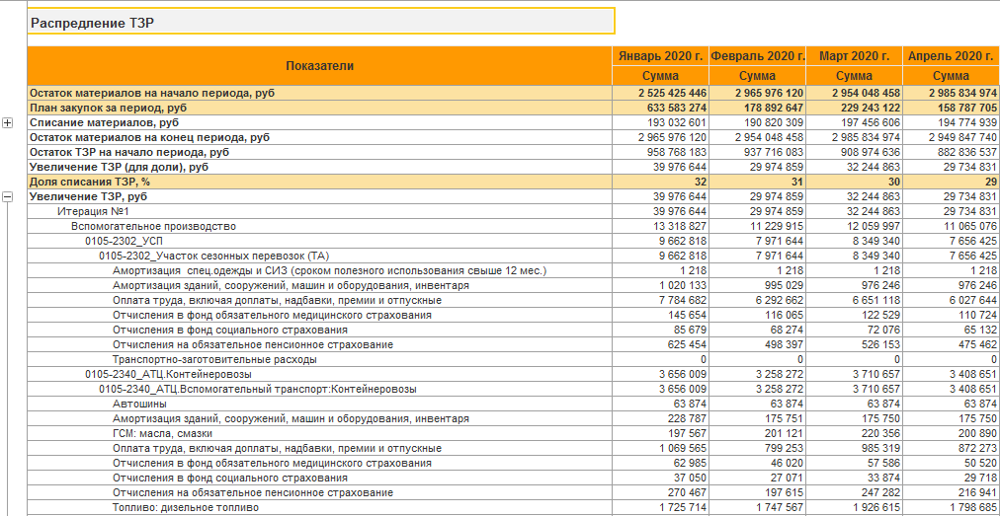 Распредление ТЗР
Показатели Январь 2020 г. Февраль 2020 г. Март 2020 г. Апрель 2020 г.
Сумма Сумма Сумма Сумма
Остаток материалов на начало периода, руб 2 525 425 446 2 965 976 120 2 954 048 458 2 985 834 974
План закупок за период, руб 633 583 274 178 892 647 229 243 122 158 787 705
Списание материалов, руб 193 032 601 190 820 309 197 456 606 194 774 939
Остаток материалов на конец периода, руб 2 965 976 120 2 954 048 458 2 985 834 974 2 949 847 740
Остаток ТЗР на начало периода, руб 958 768 183 937 716 083 908 974 636 882 836 537
Увеличение ТЗР (для доли), руб 39 976 644 29 974 859 32 244 863 29 734 831
Доля списания ТЗР, % 32 31 30 29
Увеличение ТЗР, руб 39 976 644 29 974 859 32 244 863 29 734 831
Итерация №1 39 976 644 29 974 859 32 244 863 29 734 831
Вспомогательное производство 13 318 827 11 229 915 12 059 997 11 065 076
0105-2302_УСП 9 662 818 7 971 644 8 349 340 7 656 425
0105-2302_Участок сезонных перевозок (ТА) 9 662 818 7 971 644 8 349 340 7 656 425
Амортизация спец.одежды и СИЗ (сроком полезного использования свыше 12 мес.) 1 218 1 218 1 218 1 218
Амортизация зданий, сооружений, машин и оборудования, инвентаря 1 020 133 995 029 976 246 976 246
Оплата труда, включая доплаты, надбавки, премии и отпускные 7 784 682 6 292 662 6 651 118 6 027 644
Отчисления в фонд обязательного медицинского страхования 145 654 116 065 122 529 110 724
Отчисления в фонд социального страхования 85 679 68 274 72 076 65 132
Отчисления на обязательное пенсионное страхование 625 454 498 397 526 153 475 462
Транспортно-заготовительные расходы 0 0 0 0
0105-2340_АТЦ.Контейнеровозы 3 656 009 3 258 272 3 710 657 3 408 651
0105-2340_АТЦ.Вспомогательный транспорт:Контейнеровозы 3 656 009 3 258 272 3 710 657 3 408 651
Автошины 63 874 63 874 63 874 63 874
Амортизация зданий, сооружений, машин и оборудования, инвентаря 228 787 175 751 175 750 175 750
ГСМ: масла, смазки 197 567 201 121 220 356 200 890
Оплата труда, включая доплаты, надбавки, премии и отпускные 1 069 565 799 253 985 319 872 273
Отчисления в фонд обязательного медицинского страхования 62 985 46 020 57 586 50 520
Отчисления в фонд социального страхования 37 050 27 071 33 874 29 718
Отчисления на обязательное пенсионное страхование 270 467 197 615 247 282 216 941
Топливо: дизельное топливо 1 725 714 1 747 567 1 926 615 1 798 685